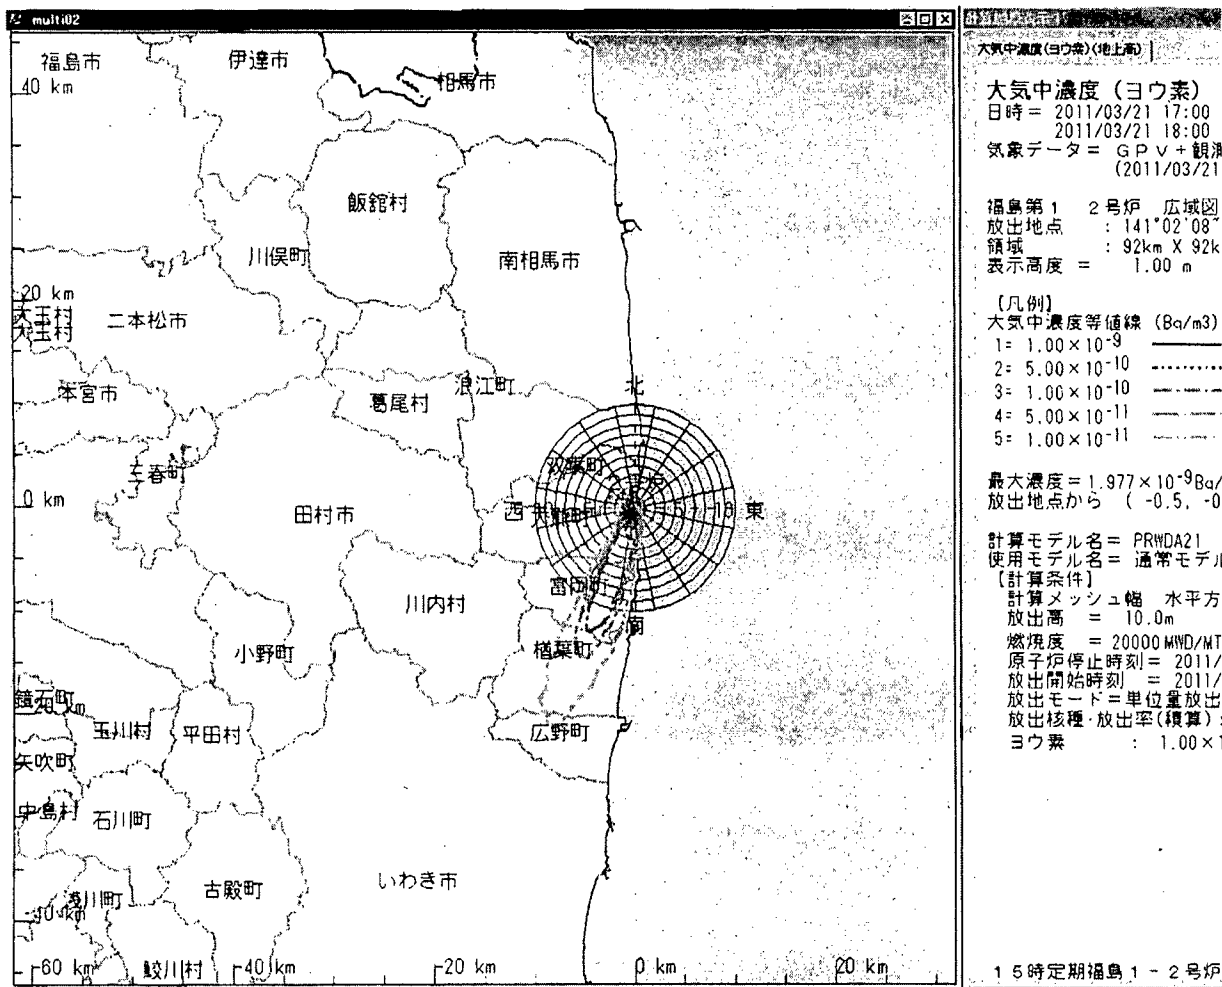 multi02
福島市
伊達市
相馬市
40 km
飯舘村
川俣町
南相馬市
20 km
大玉村
大玉村
二本松市
本宮市
葛尾村
浪江町
北
三春町
双葉町
0 km
田村市
西
東
富岡町
川内村
南
小野町
楢葉町
鏡石町
玉川村
平田村
広野町
矢吹町
中島村
石川町
いわき市
古殿町
浅川町
-40 km
鮫川村
-60 km
-40 km
-20 km
0 km
20 km
大気中濃度(ヨウ素)(地上高)
大気中濃度 (ヨウ素)
日時 = 2011/03/21 17:00
2011/03/21 18:00
気象データ = GPV+観測
(2011/03/21
福島第1 2号炉 広域図
放出地点 : 141°02'08"
領域 : 92km X 92k
表示高度 = 1.00 m
【凡例】
大気中濃度等値線 (Bq/m3)
1= 1.00×10-9
2= 5.00×10-10
3= 1.00×10-10
4= 5.00×10-11
5= 1.00×10-11
最大濃度 = 1.977×10-9Bq/
放出地点から ( -0.5, -0
計算モデル名 = PRWDA21
使用モデル名 = 通常モデル
【計算条件】
計算メッシュ幅 水平方
放出高 = 10.0m
燃焼度 = 20000MWD/MT
原子炉停止時刻 = 2011/
放出開始時刻 = 2011/
放出モード = 単位量放出
放出核種・放出率(積算) :
ヨウ素 : 1.00×1
15時定期福島1-2号炉